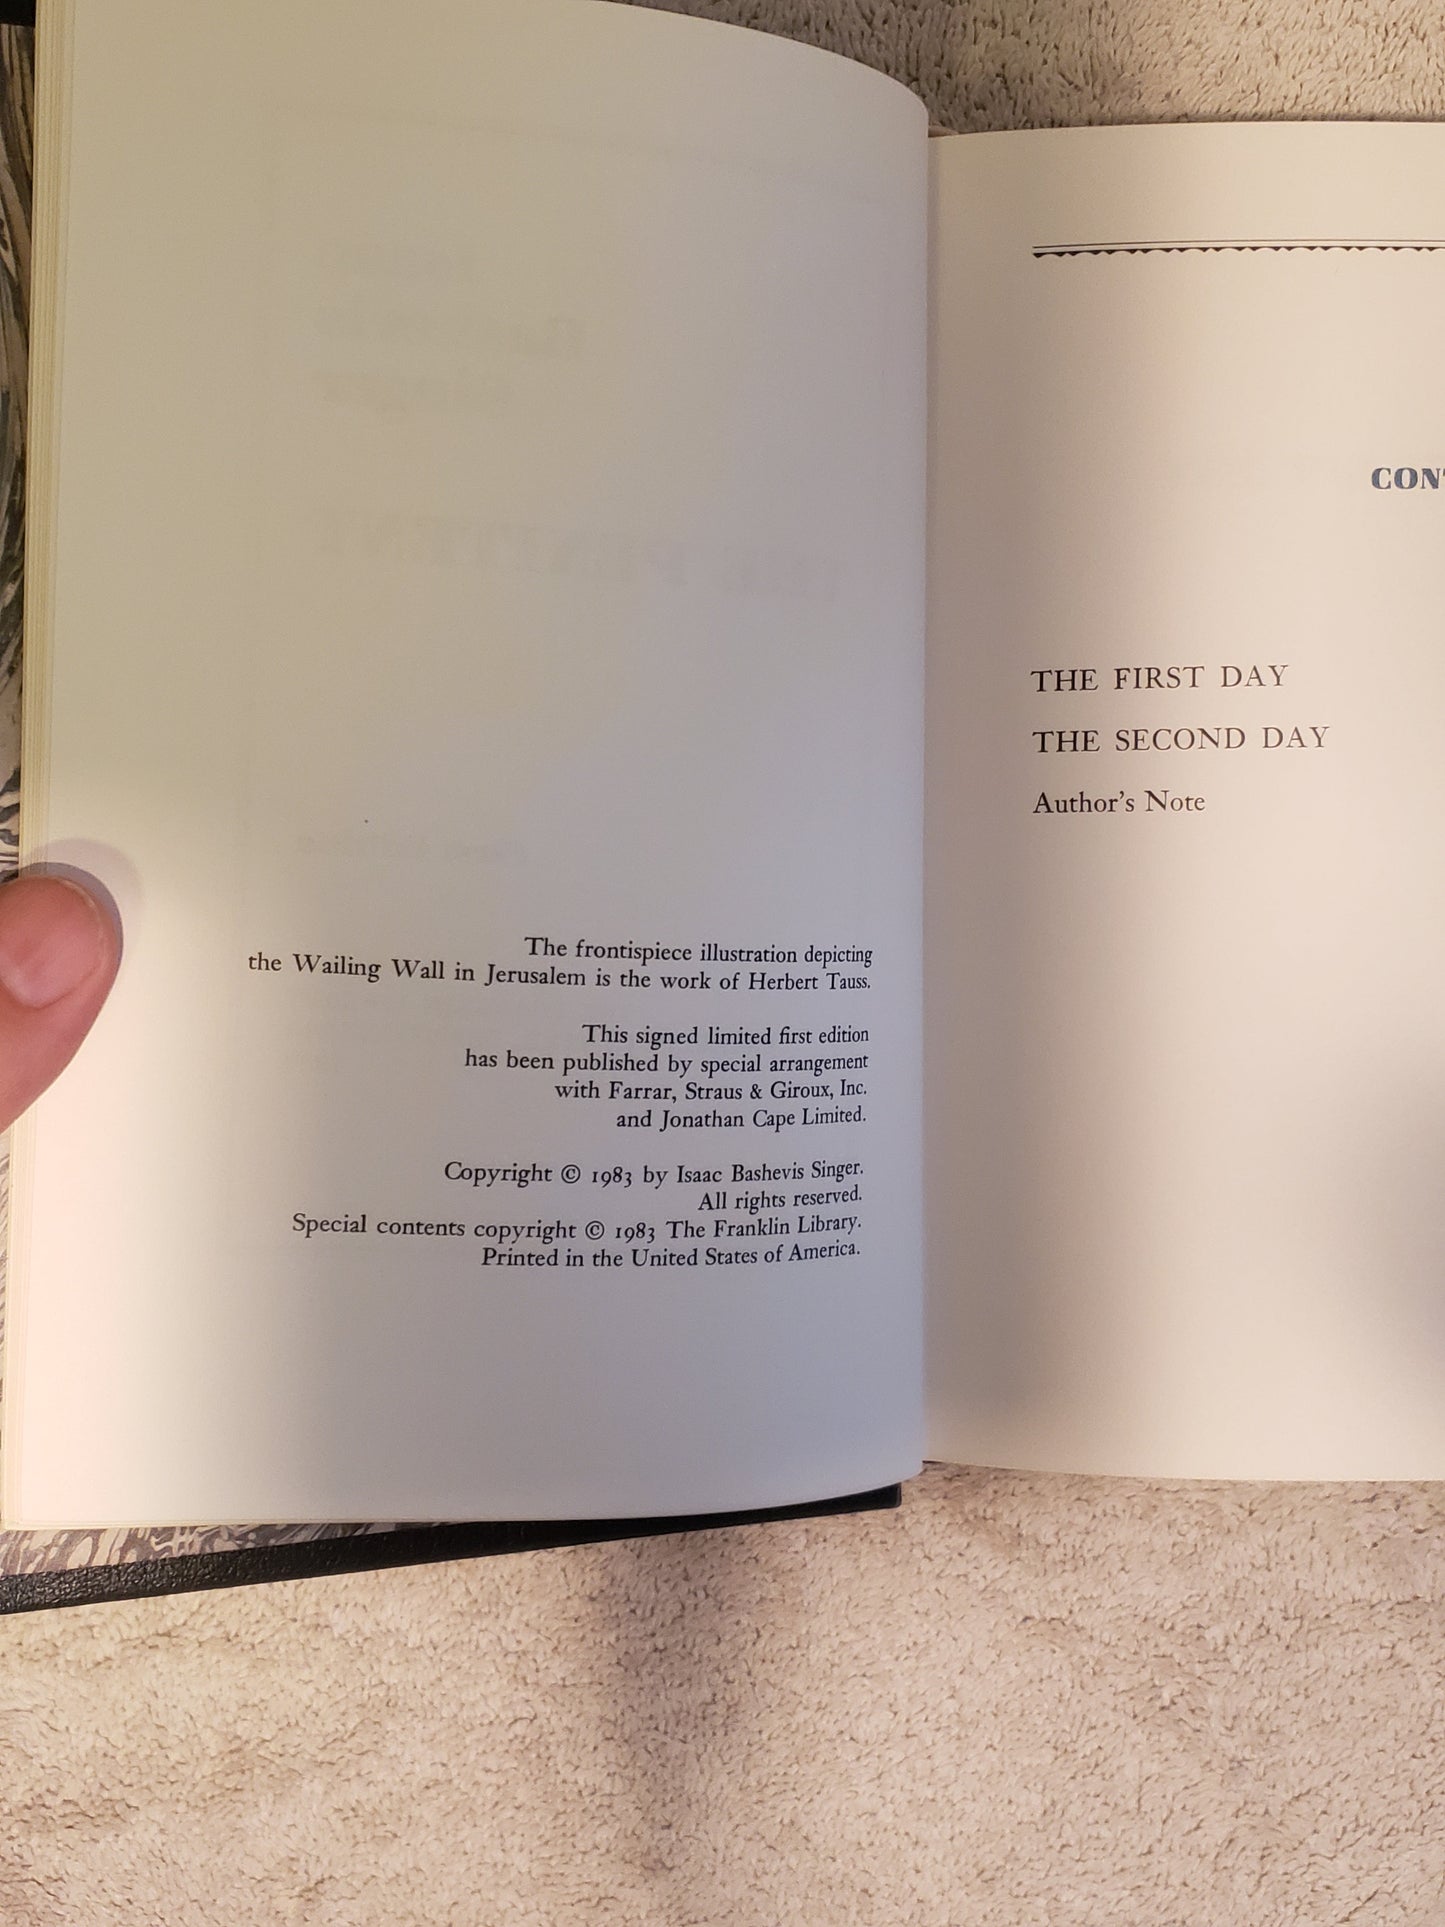 The frontispiece illustration depicting
the Wailing Wall in Jerusalem is the work of Herbert Tauss.
This signed limited first edition
has been published by special arrangement
with Farrar, Straus & Giroux, Inc.
and Jonathan Cape Limited.
Copyright © 1983 by Isaac Bashevis Singer.
All rights reserved.
Special contents copyright © 1983 The Franklin Library.
Printed in the United States of America.
CON
THE FIRST DAY
THE SECOND DAY
Author's Note